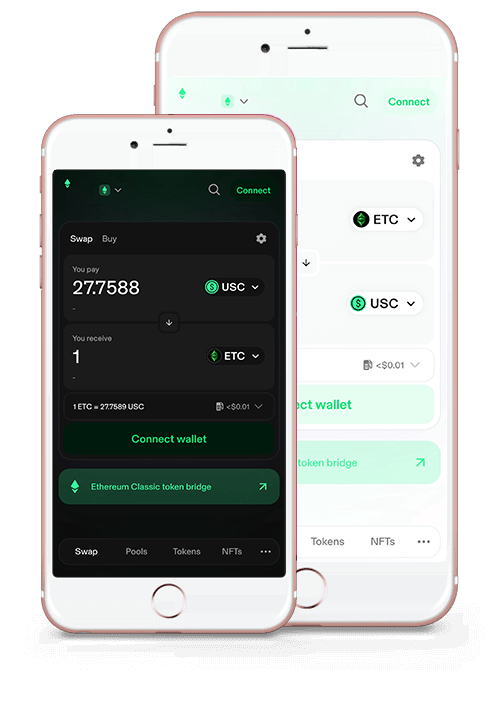 Connect
ETC
USC
<$0.01
ct wallet
token bridge
Tokens
NFTs
Connect
Swap
Buy
You pay
27.7588
USC
-
You receive
1
ETC
-
1 ETC = 27.7589 USC
<$0.01
Connect wallet
Ethereum Classic token bridge
Swap
Pools
Tokens
NFTs